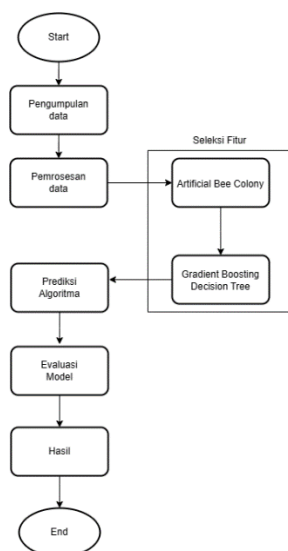 Start
Pengumpulan
data
Seleksi Fitur
Pemrosesan
data
Artificial Bee Colony
Gradient Boosting
Decision Tree
Prediksi
Algoritma
Evaluasi
Model
Hasil
End